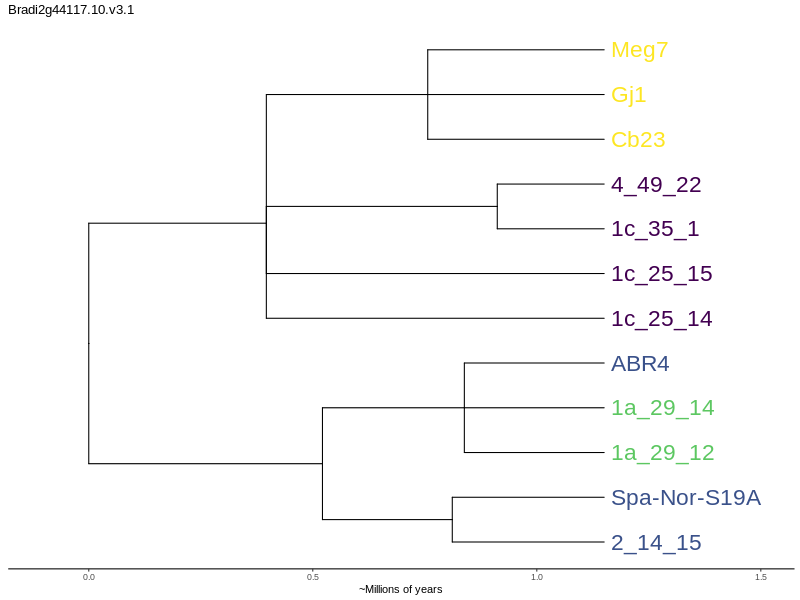 Bradi2g44117.10.v3.1
Meg7
Gj1
Cb23
4_49_22
1c_35_1
1c_25_15
1c_25_14
ABR4
1a_29_14
1a_29_12
Spa-Nor-S19A
2_14_15
0.0 0.5 1.0 1.5
~Millions of years